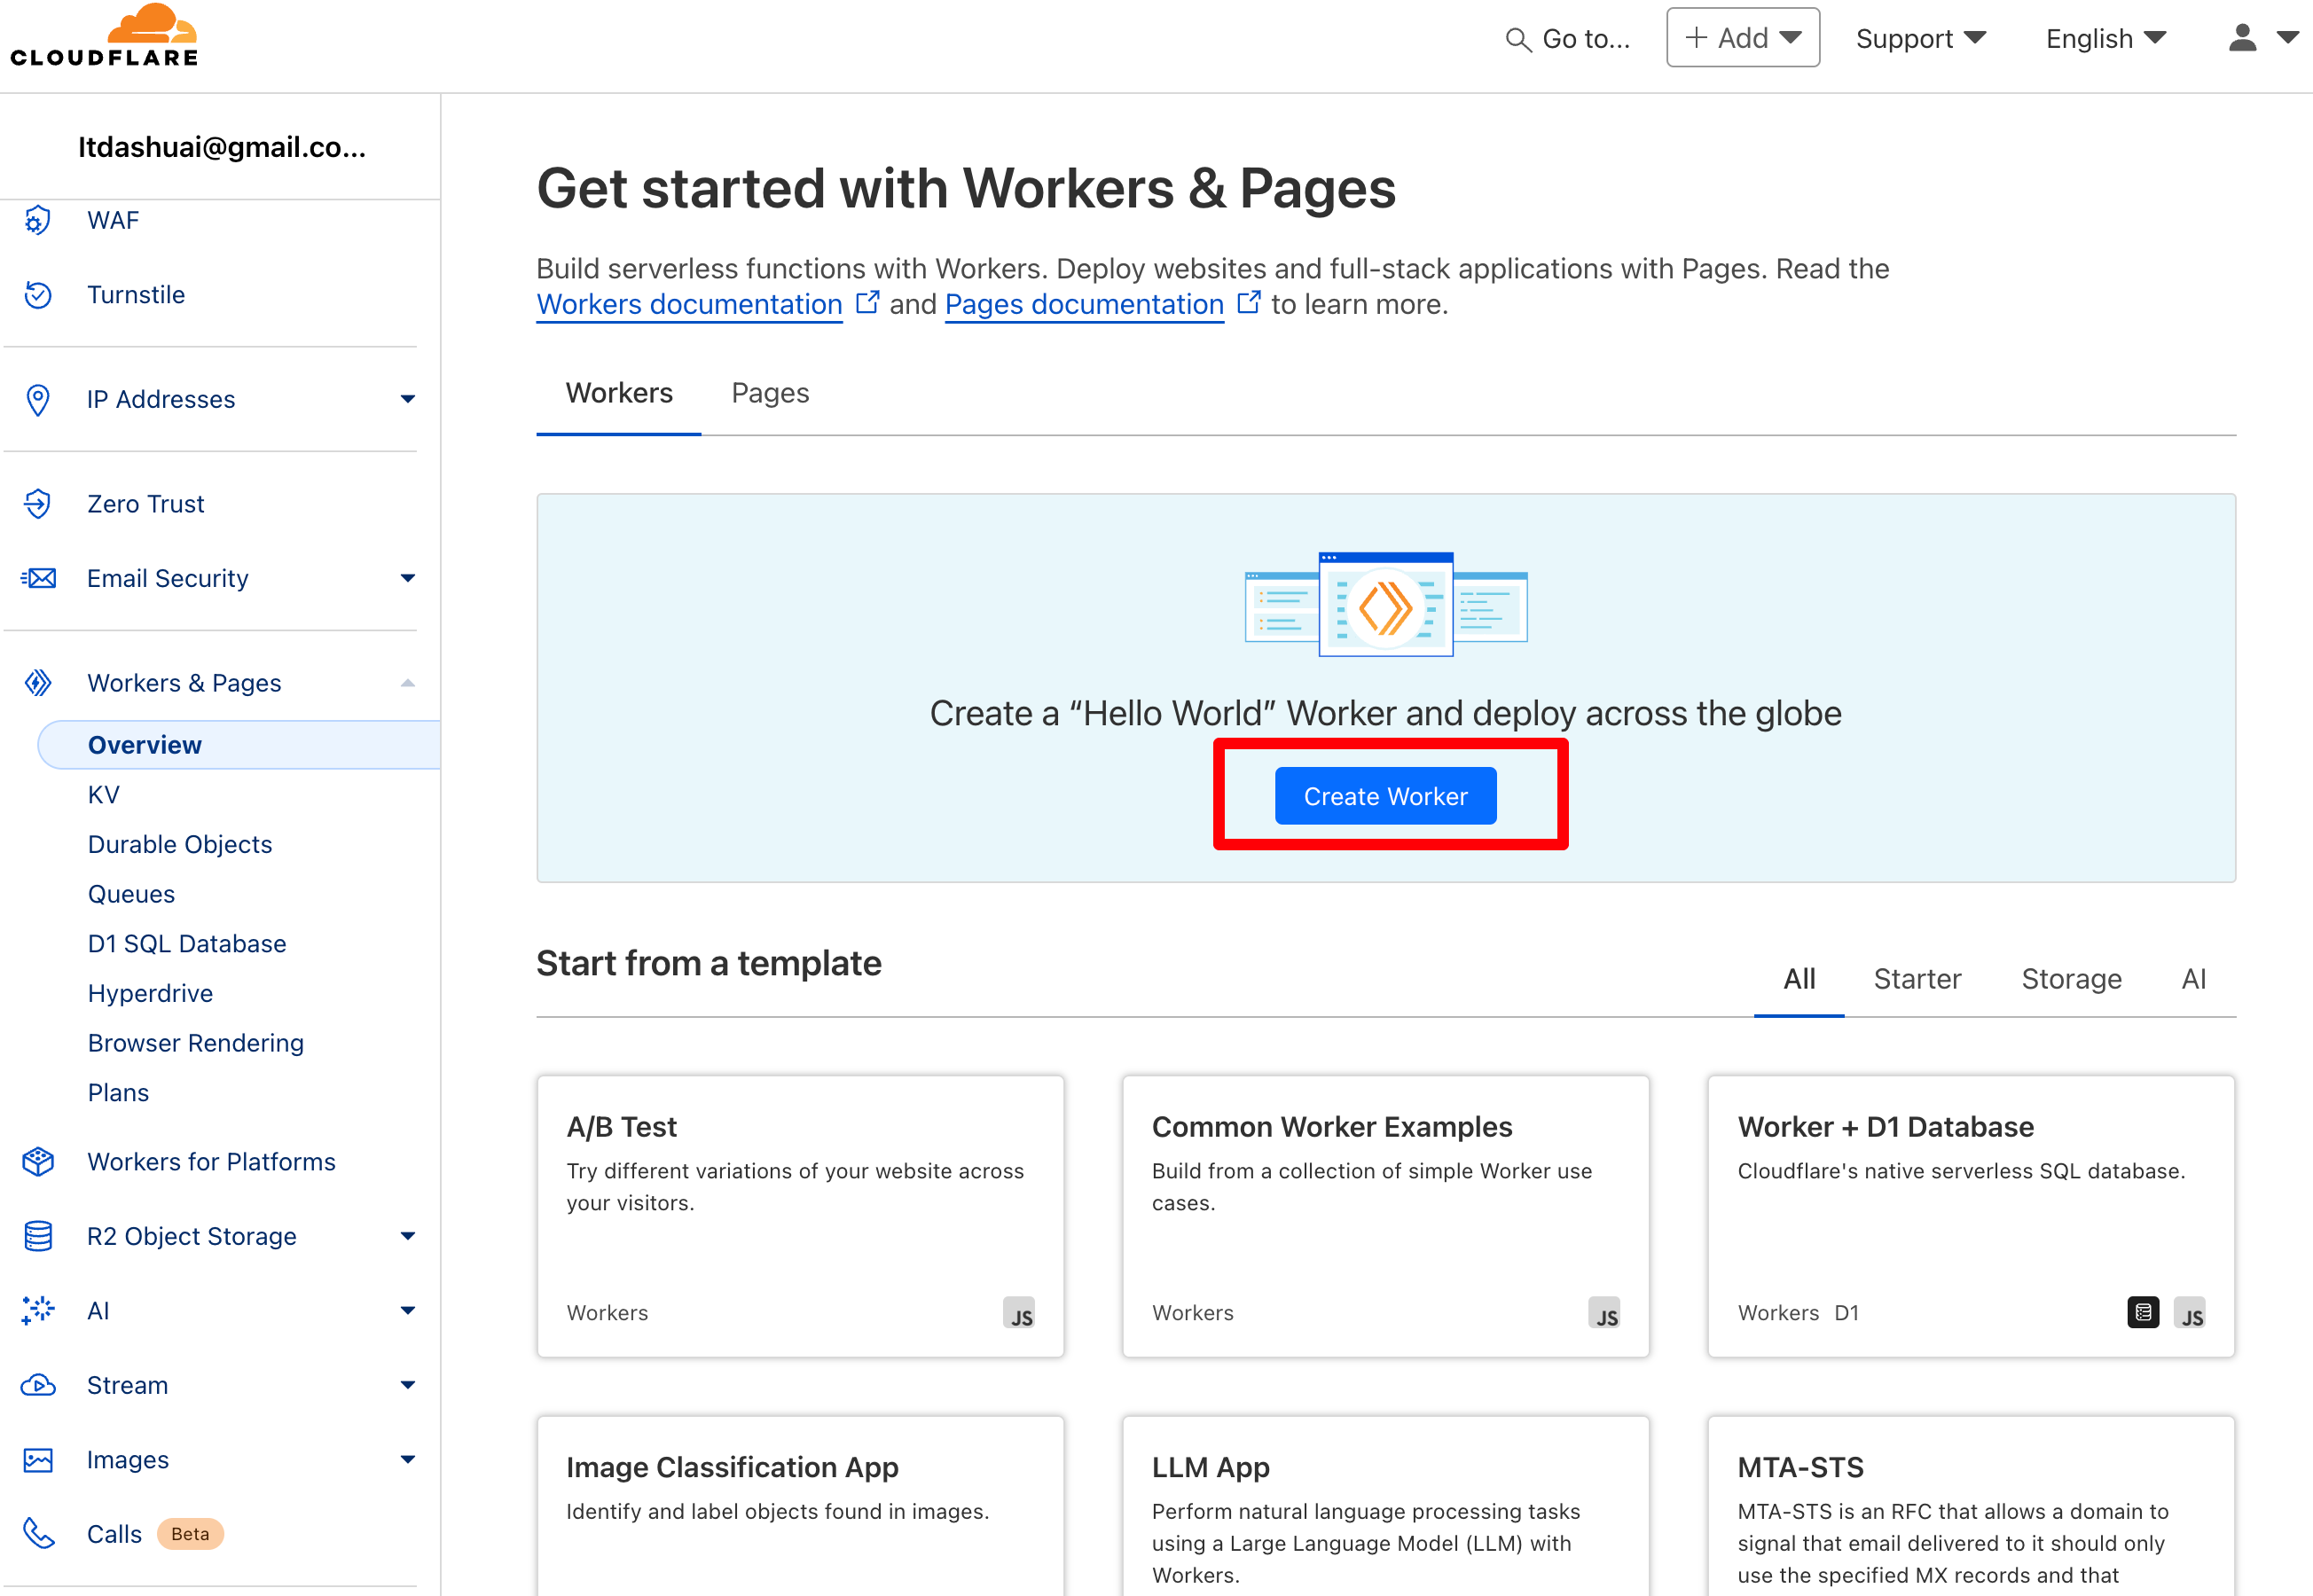 CLOUDFLARE
Go to...
+ Add
Support
English
ltdashuai@gmail.co...
WAF
Turnstile
IP Addresses
Zero Trust
Email Security
Workers & Pages
Overview
KV
Durable Objects
Queues
D1 SQL Database
Hyperdrive
Browser Rendering
Plans
Workers for Platforms
R2 Object Storage
AI
Stream
Images
Calls Beta
Get started with Workers & Pages
Build serverless functions with Workers. Deploy websites and full-stack applications with Pages. Read the
Workers documentation and Pages documentation to learn more.
Workers Pages
Create a “Hello World” Worker and deploy across the globe
Create Worker
Start from a template
All Starter Storage AI
A/B Test
Try different variations of your website across
your visitors.
Workers
JS
Common Worker Examples
Build from a collection of simple Worker use
cases.
Workers
JS
Worker + D1 Database
Cloudflare's native serverless SQL database.
Workers D1
JS
Image Classification App
Identify and label objects found in images.
LLM App
Perform natural language processing tasks
using a Large Language Model (LLM) with
Workers.
MTA-STS
MTA-STS is an RFC that allows a domain to
signal that email delivered to it should only
use the specified MX records and that